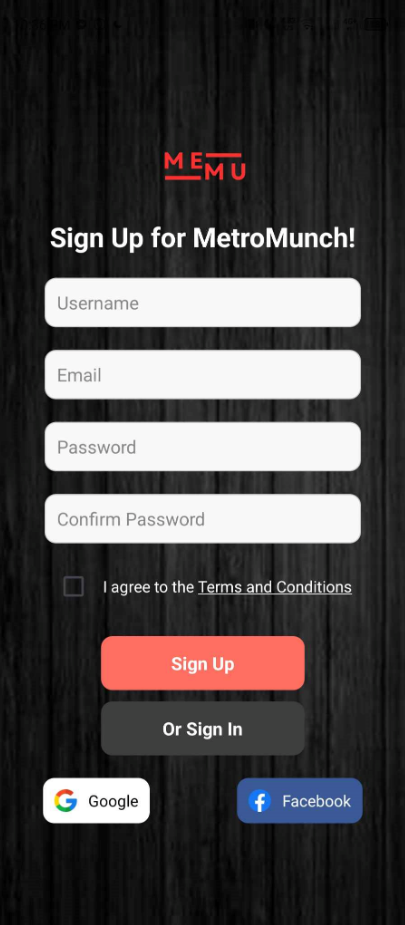 ME
MU
Sign Up for MetroMunch!
Username
Email
Password
Confirm Password
I agree to the Terms and Conditions
Sign Up
Or Sign In
Google
Facebook